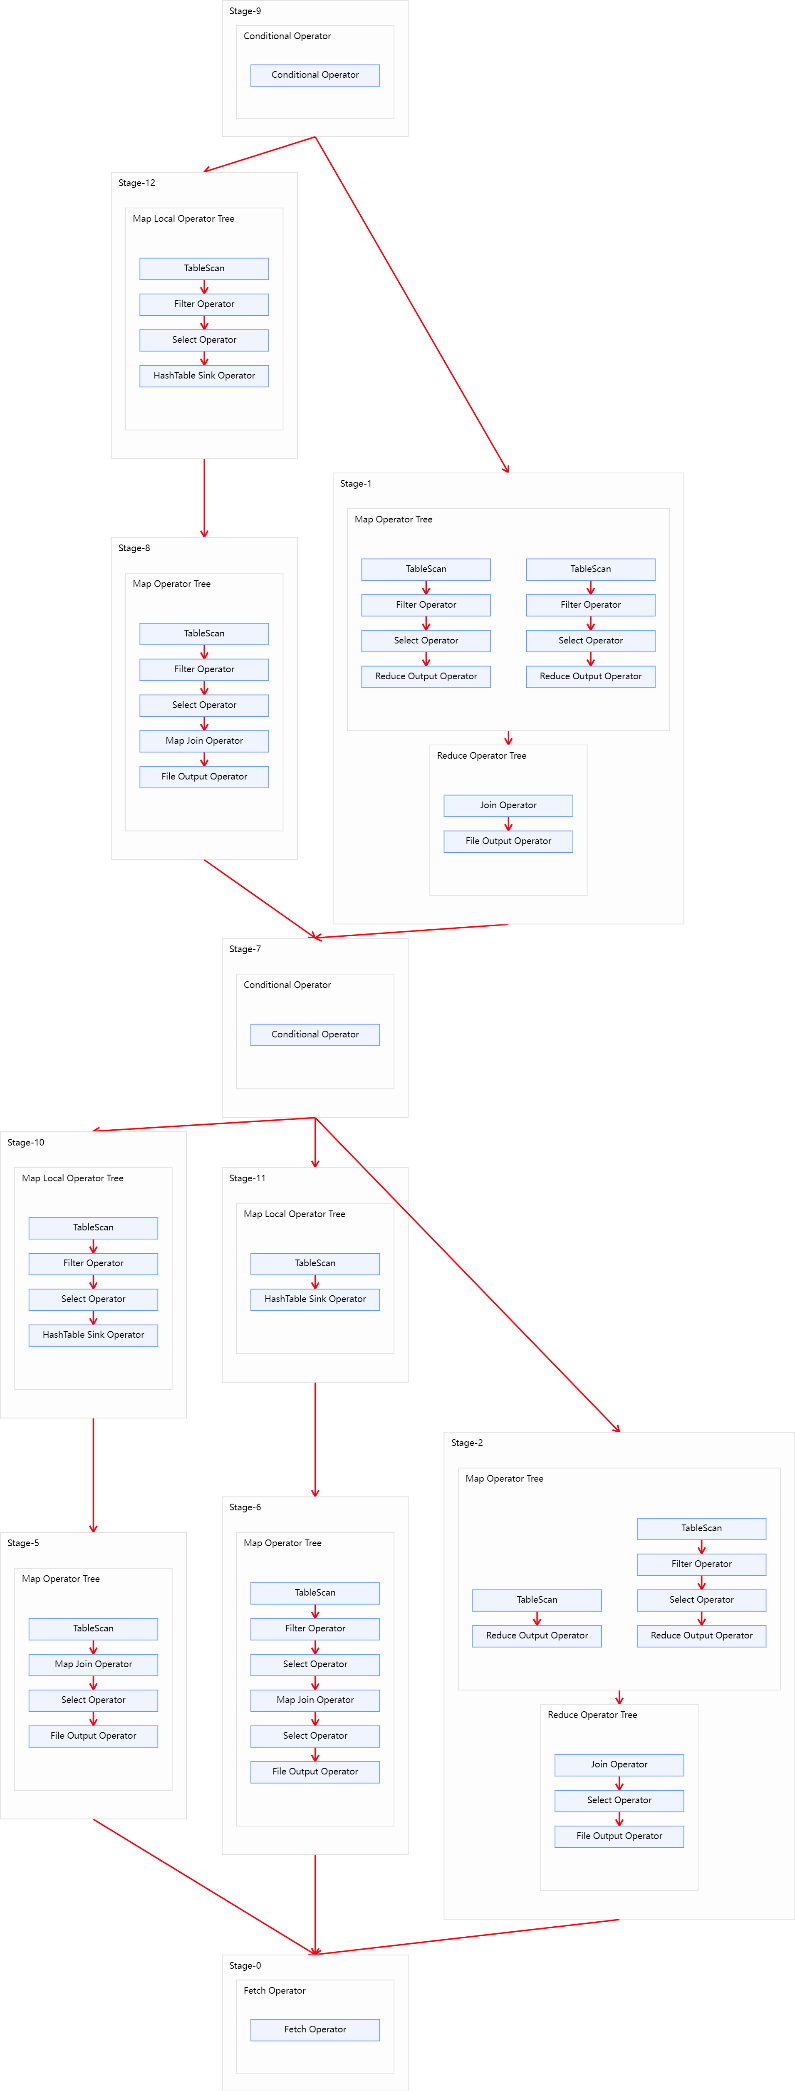 Stage-9
Conditional Operator
Conditional Operator
Stage-12
Map Local Operator Tree
TableScan
Filter Operator
Select Operator
HashTable Sink Operator
Stage-1
Map Operator Tree
TableScan
Filter Operator
Select Operator
Reduce Output Operator
TableScan
Filter Operator
Select Operator
Reduce Output Operator
Reduce Operator Tree
Join Operator
File Output Operator
Stage-8
Map Operator Tree
TableScan
Filter Operator
Select Operator
Map Join Operator
File Output Operator
Stage-7
Conditional Operator
Conditional Operator
Stage-10
Map Local Operator Tree
TableScan
Filter Operator
Select Operator
HashTable Sink Operator
Stage-11
Map Local Operator Tree
TableScan
HashTable Sink Operator
Stage-2
Map Operator Tree
TableScan
Reduce Output Operator
TableScan
Filter Operator
Select Operator
Reduce Output Operator
Reduce Operator Tree
Join Operator
Select Operator
File Output Operator
Stage-5
Map Operator Tree
TableScan
Map Join Operator
Select Operator
File Output Operator
Stage-6
Map Operator Tree
TableScan
Filter Operator
Select Operator
Map Join Operator
Select Operator
File Output Operator
Stage-0
Fetch Operator
Fetch Operator